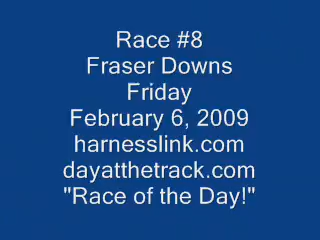 Race #8
Fraser Downs
Friday
February 6, 2009
harnesslink.com
dayatthetrack.com
"Race of the Day!"